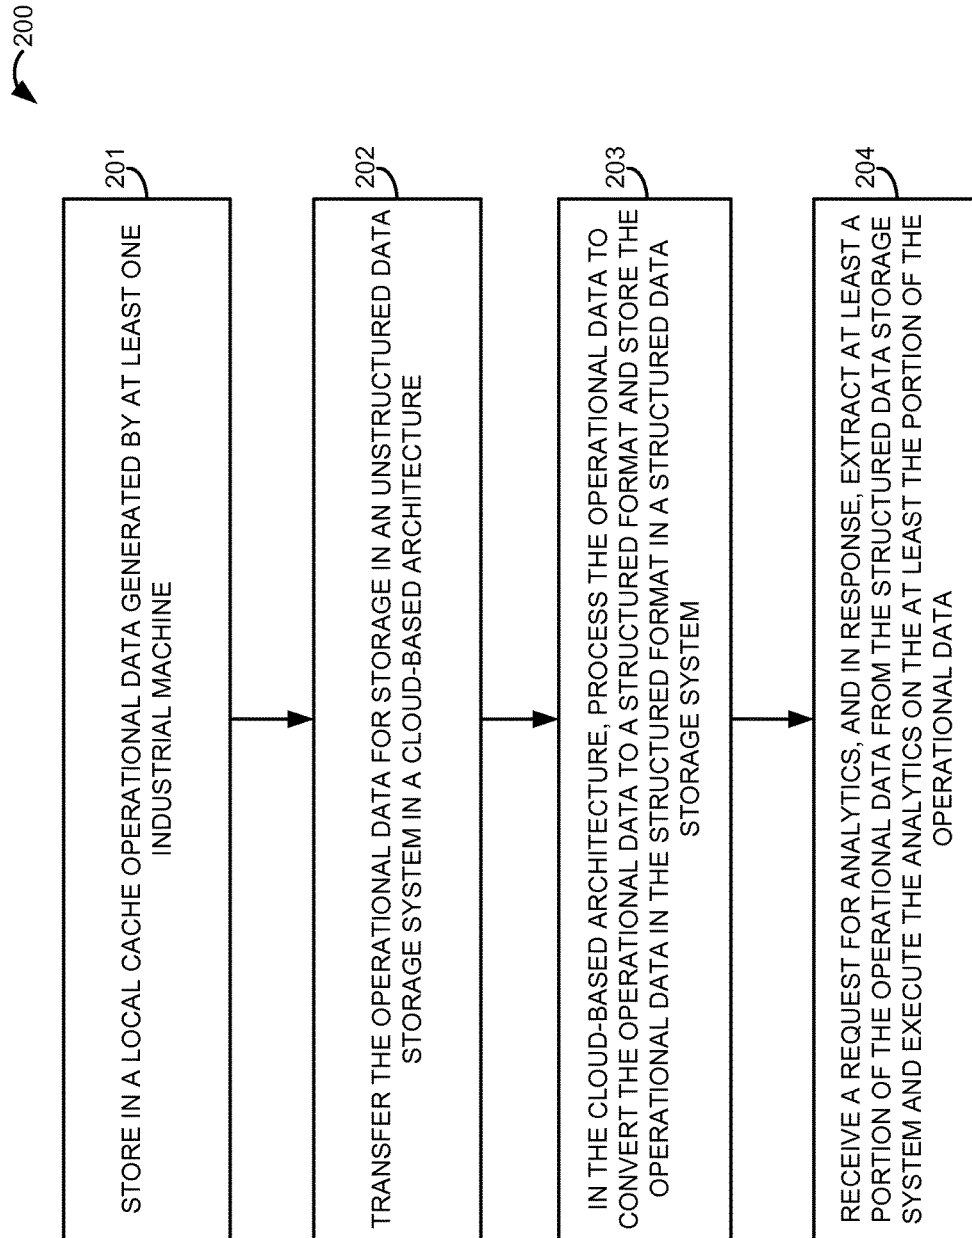 200
201
STORE IN A LOCAL CACHE OPERATIONAL DATA GENERATED BY AT LEAST ONE
INDUSTRIAL MACHINE
202
TRANSFER THE OPERATIONAL DATA FOR STORAGE IN AN UNSTRUCTURED DATA
STORAGE SYSTEM IN A CLOUD-BASED ARCHITECTURE
203
IN THE CLOUD-BASED ARCHITECTURE, PROCESS THE OPERATIONAL DATA TO
CONVERT THE OPERATIONAL DATA TO A STRUCTURED FORMAT AND STORE THE
OPERATIONAL DATA IN THE STRUCTURED FORMAT IN A STRUCTURED DATA
STORAGE SYSTEM
204
RECEIVE A REQUEST FOR ANALYTICS, AND IN RESPONSE, EXTRACT AT LEAST A
PORTION OF THE OPERATIONAL DATA FROM THE STRUCTURED DATA STORAGE
SYSTEM AND EXECUTE THE ANALYTICS ON THE AT LEAST THE PORTION OF THE
OPERATIONAL DATA